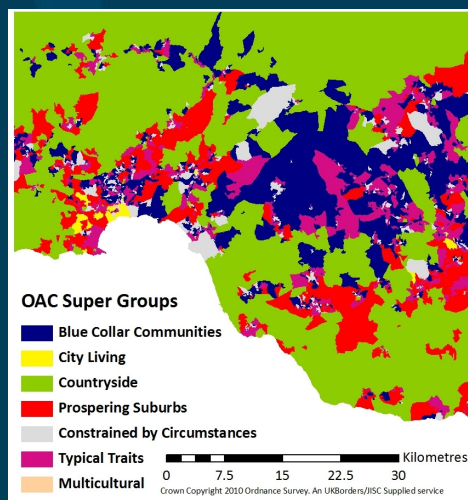 OAC Super Groups
Blue Collar Communities
City Living
Countryside
Prospering Suburbs
Constrained by Circumstances
Typical Traits
Multicultural
Kilometres
0 7.5 15 22.5 30
Crown Copyright 2010 Ordnance Survey. An UKBorders/JISC Supplied service